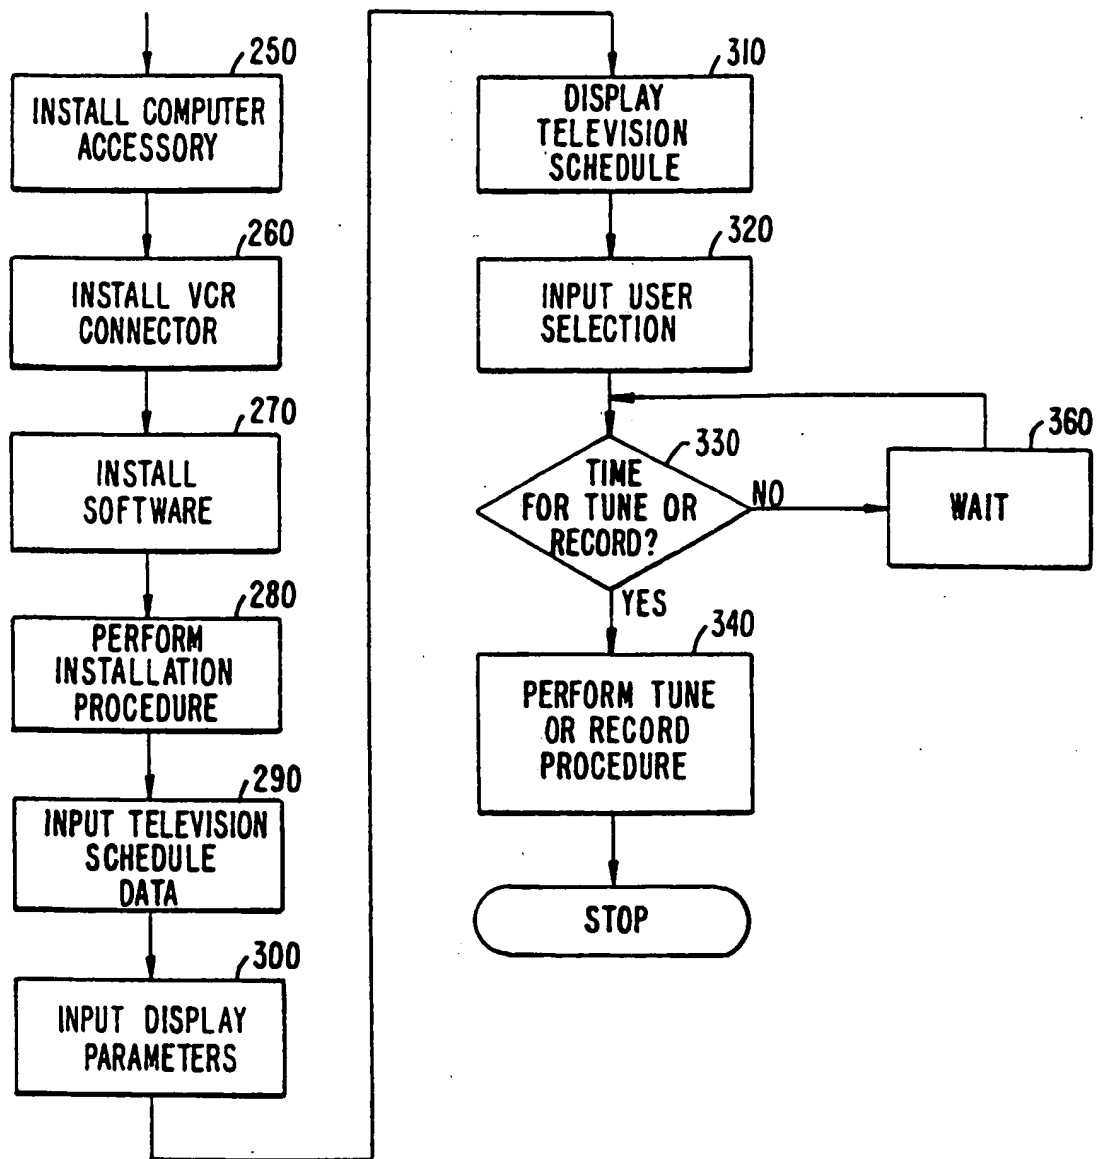 250
INSTALL COMPUTER
ACCESSORY
260
INSTALL VCR
CONNECTOR
270
INSTALL
SOFTWARE
280
PERFORM
INSTALLATION
PROCEDURE
290
INPUT TELEVISION
SCHEDULE
DATA
300
INPUT DISPLAY
PARAMETERS
310
DISPLAY
TELEVISION
SCHEDULE
320
INPUT USER
SELECTION
330
TIME
FOR TUNE OR
RECORD?
NO
360
WAIT
YES
340
PERFORM TUNE
OR RECORD
PROCEDURE
STOP